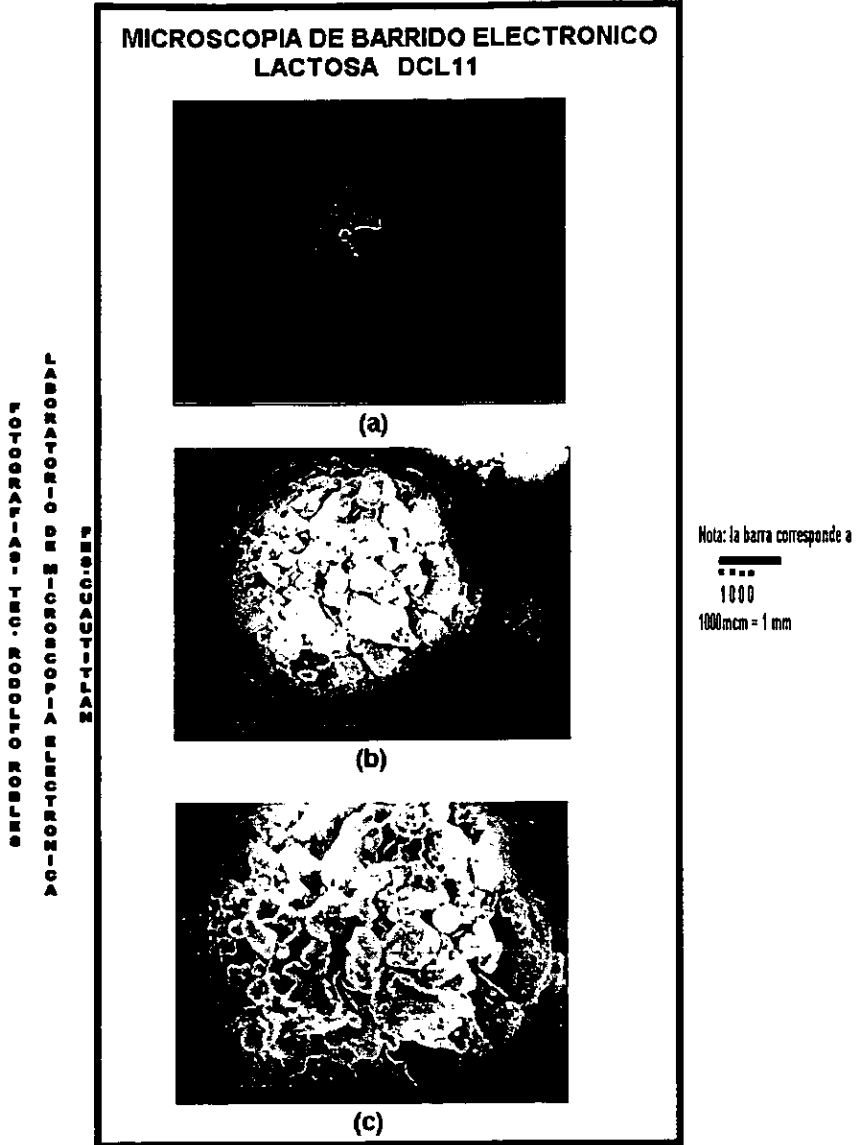 MICROSCOPIA DE BARRIDO ELECTRONICO
LACTOSA DCL11
(a)
(b)
(c)
FOTOGRAFIAS: TEC. RODOLFO ROBLES
LABORATORIO DE MICROSCOPIA ELECTRONICA
FES-CUAUTITLAN
Nota: la barra corresponde a
1000
1000mcm = 1 mm